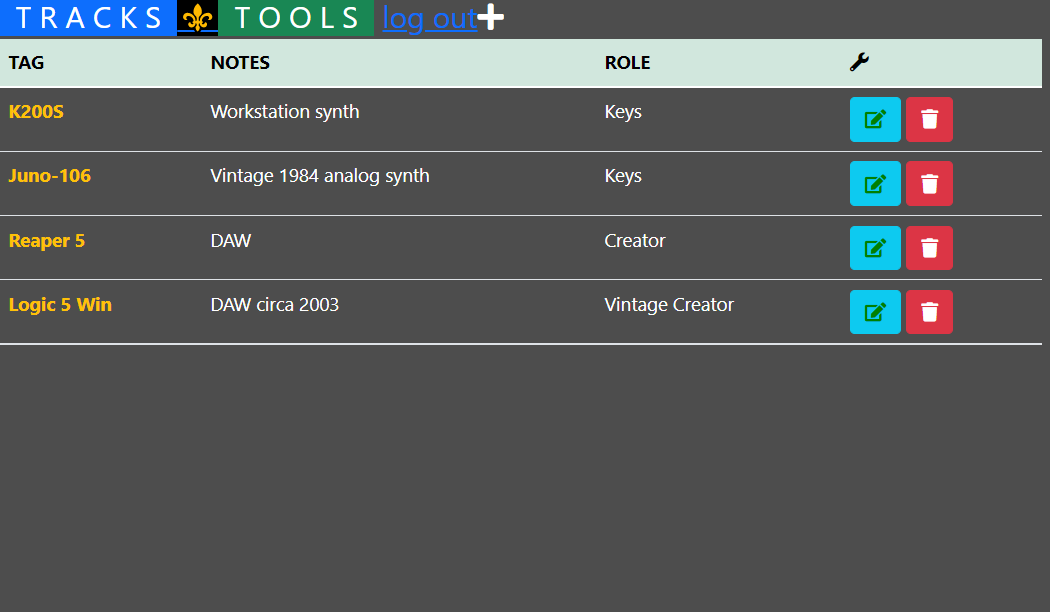 TRACKS TOOLS log out
TAG NOTES ROLE
K200S Workstation synth Keys
Juno-106 Vintage 1984 analog synth Keys
Reaper 5 DAW Creator
Logic 5 Win DAW circa 2003 Vintage Creator